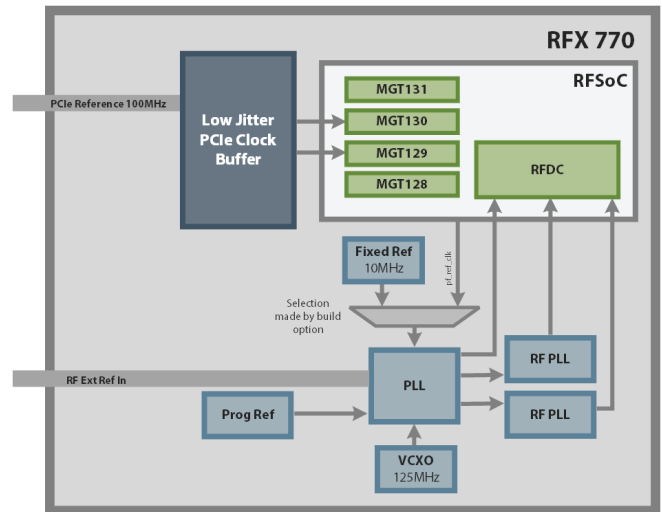 RFX 770
RFSoC
PCIe Reference 100MHz
Low Jitter
PCIe Clock
Buffer
MGT131
MGT130
MGT129
MGT128
RFDC
Fixed Ref
10MHz
pl_ref_clk
Selection
made by build
option
RF Ext Ref In
PLL
RF PLL
RF PLL
Prog Ref
VCXO
125MHz